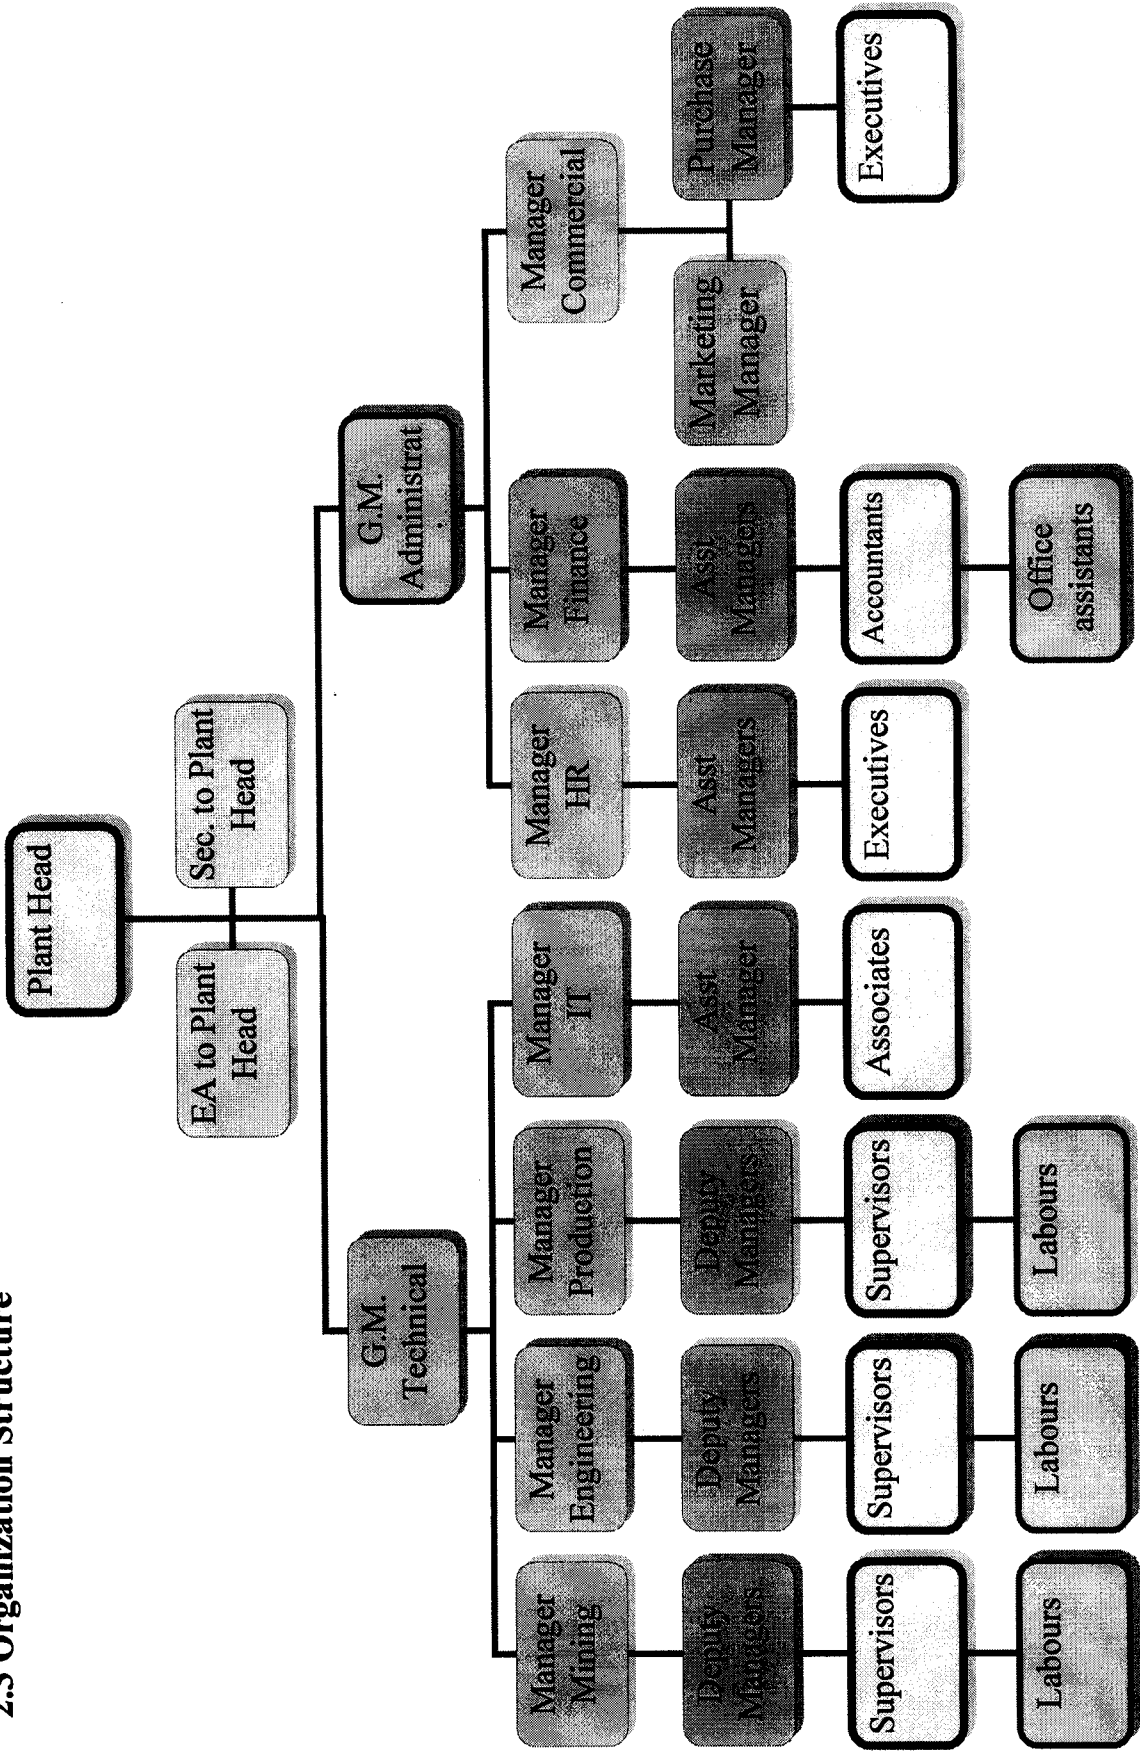 2.3 Organization Structure
Plant Head
EA to Plant
Head
Sec. to Plant
Head
G.M.
Technical
G.M.
Administrat
Manager
Mining
Manager
Engineering
Manager
Production
Manager
IT
Manager
HR
Manager
Finance
Manager
Commercial
Deputy
Managers
Deputy
Managers
Deputy
Managers
Asst
Manager
Asst
Managers
Asst
Managers
Marketing
Manager
Purchase
Manager
Supervisors
Supervisors
Supervisors
Associates
Executives
Accountants
Executives
Labours
Labours
Labours
Office
assistants